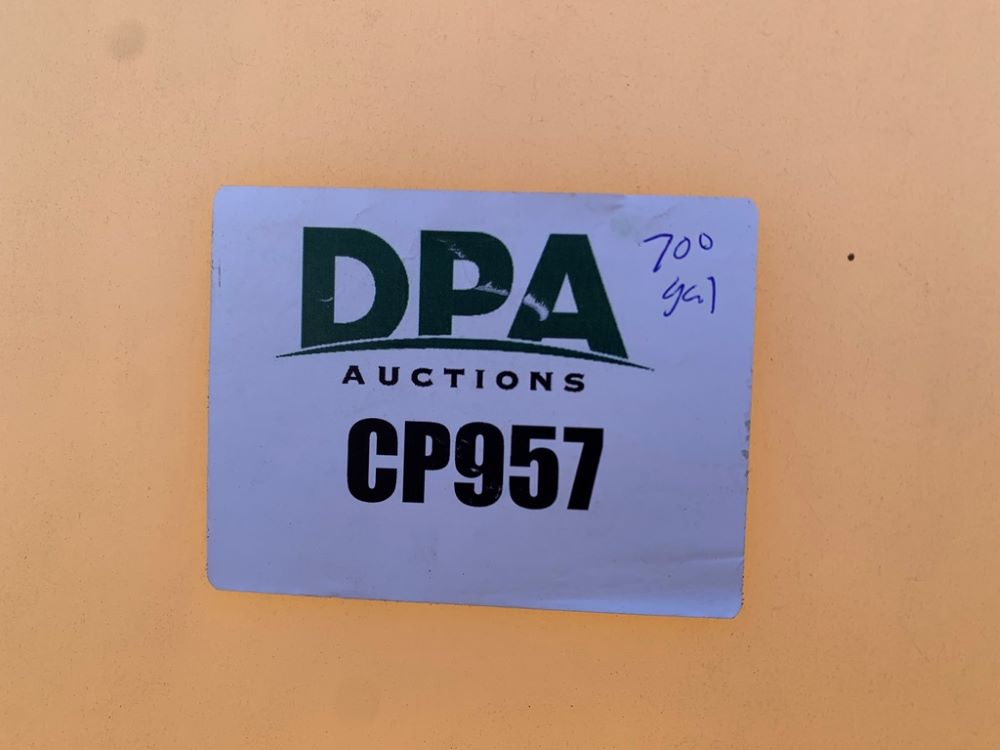 DPA
AUCTIONS
700
gal
CP957